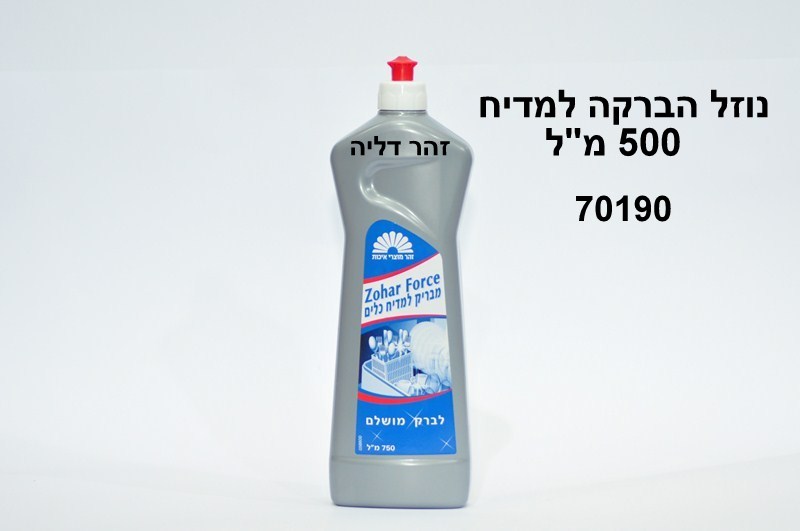 נוזל הברקה למדיח
500 מ"ל
70190
זהר דליה
זהר מוצרי איכות
Zohar Force
מבריק למדיח כלים
לברק מושלם
750 מ"ל